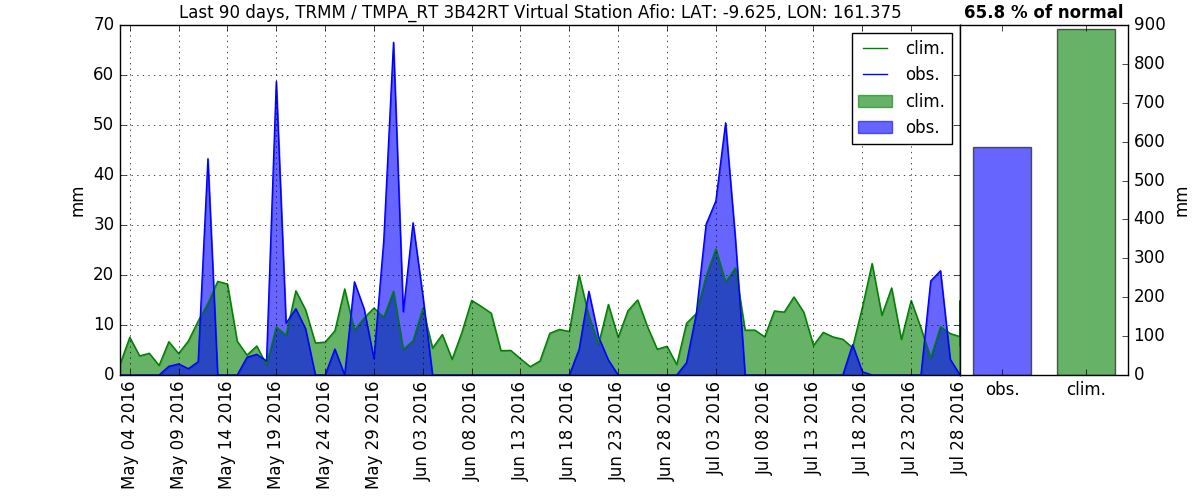 Last 90 days, TRMM / TMPA_RT 3B42RT Virtual Station Afio: LAT: -9.625, LON: 161.375
65.8 % of normal
70
60
50
40
30
20
10
0
mm
clim.
obs.
clim.
obs.
900
800
700
600
500
400
300
200
100
0
mm
May 04 2016
May 09 2016
May 14 2016
May 19 2016
May 24 2016
May 29 2016
Jun 03 2016
Jun 08 2016
Jun 13 2016
Jun 18 2016
Jun 23 2016
Jun 28 2016
Jul 03 2016
Jul 08 2016
Jul 13 2016
Jul 18 2016
Jul 23 2016
Jul 28 2016
obs.
clim.